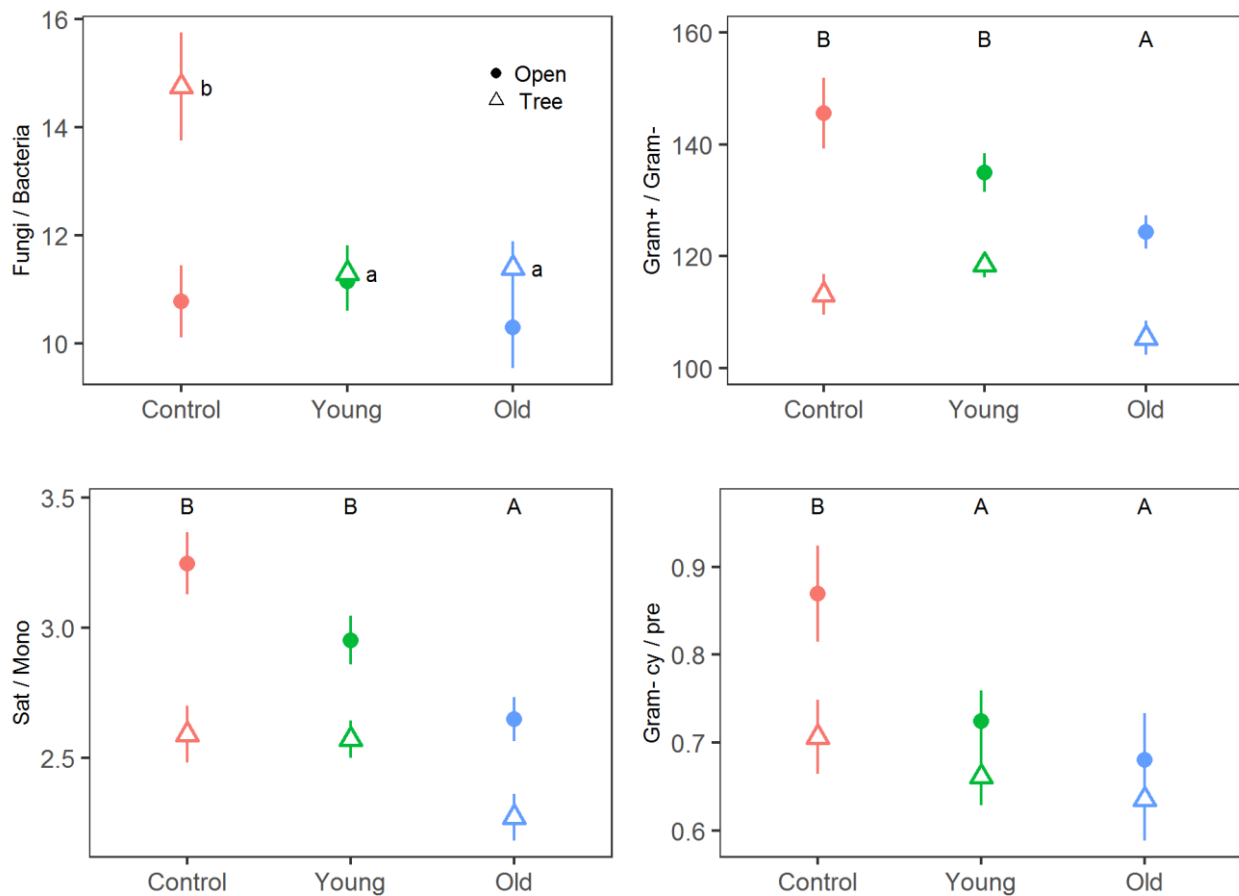 Fungi / Bacteria
16
14
12
10
b
a
a
Open
Tree
Control Young Old
Gram+ / Gram-
160
140
120
100
B B A
Control Young Old
Sat / Mono
3.5
3.0
2.5
B B A
Control Young Old
Gram- cy / pre
0.9
0.8
0.7
0.6
B A A
Control Young Old